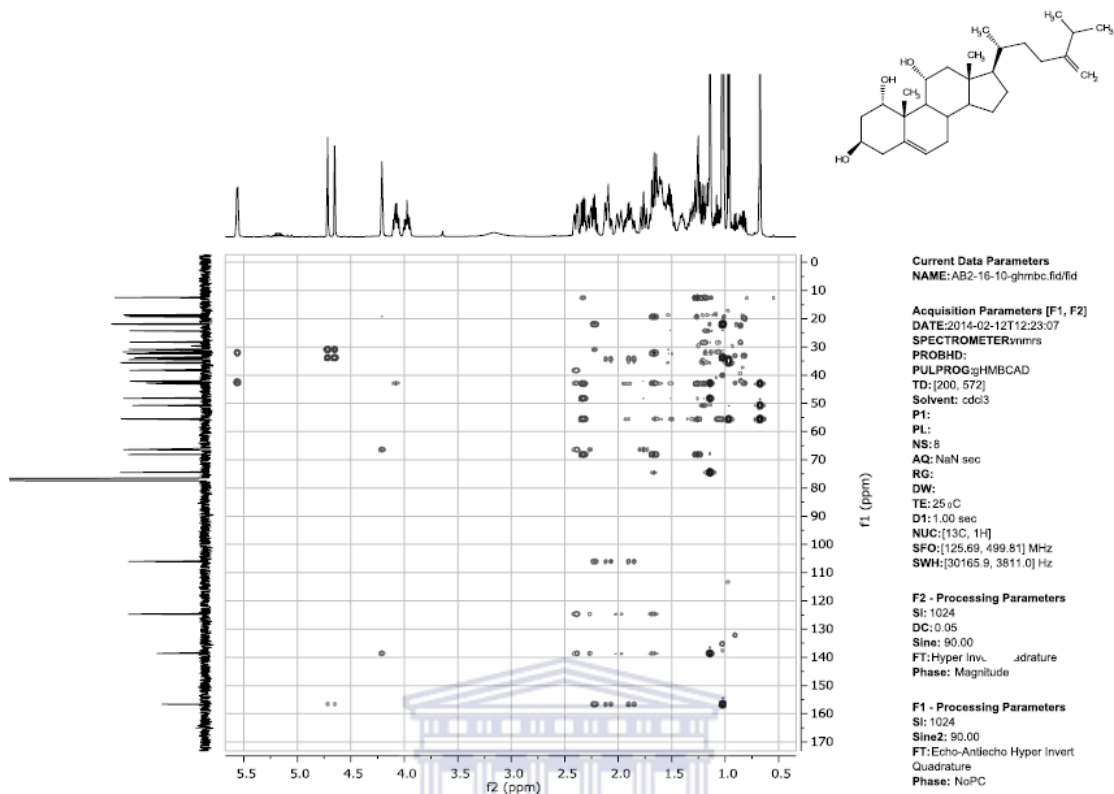 CH₃
H₃C
CH₃
H₃C
CH₃
HO
OH
CH₃
CH₂
HO
0
10
20
30
40
50
60
70
80
90
100
110
120
130
140
150
160
170
f1 (ppm)
5.5
5.0
4.5
4.0
3.5
3.0
2.5
2.0
1.5
1.0
0.5
f2 (ppm)
Current Data Parameters
NAME: AB2-16-10-ghmbc.fid/fid
Acquisition Parameters [F1, F2]
DATE:2014-02-12T12:23:07
SPECTROMETER:vnmrs
PROBHD:
PULPROG:gHMBCAD
TD: [200, 572]
Solvent: cdcl3
P1:
PL:
NS: 8
AQ: NaN sec
RG:
DW:
TE: 25 ₀C
D1: 1.00 sec
NUC: [13C, 1H]
SFO: [125.69, 499.81] MHz
SWH: [30165.9, 3811.0] Hz
F2 - Processing Parameters
SI: 1024
DC: 0.05
Sine: 90.00
FT: Hyper
Phase: Magnitude
F1 - Processing Parameters
SI: 1024
Sine2: 90.00
FT: Echo-Antiecho Hyper Invert
Quadrature
Phase: NoPC